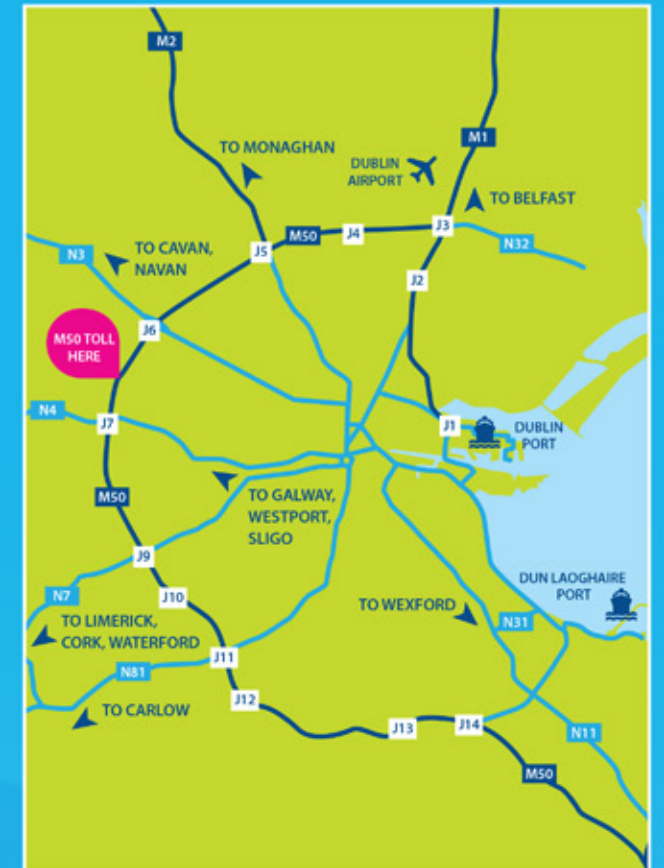 M2
M1
TO MONAGHAN
DUBLIN
AIRPORT
TO BELFAST
M50
J4
J3
J5
N32
N3
TO CAVAN,
NAVAN
J2
J6
M50 TOLL
HERE
N4
J7
J1
DUBLIN
PORT
M50
TO GALWAY,
WESTPORT,
SLIGO
J9
DUN LAOGHAIRE
PORT
N7
J10
TO WEXFORD
N31
TO LIMERICK,
CORK, WATERFORD
J11
N81
J12
TO CARLOW
J13
J14
N11
M50